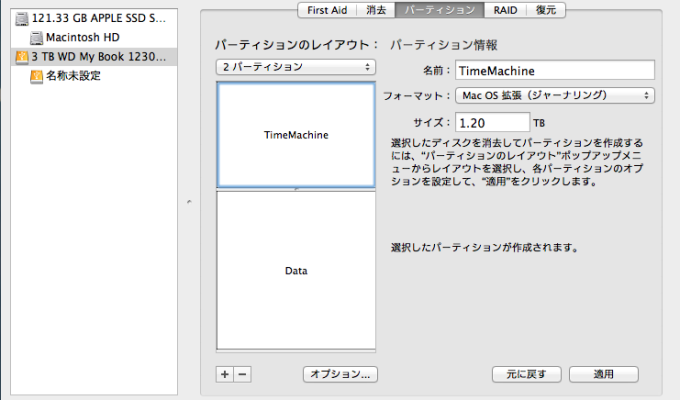 121.33 GB APPLE SSD S...
Macintosh HD
3 TB WD My Book 1230...
名称未設定
First Aid
消去
パーティション
RAID
復元
パーティションのレイアウト：
2 パーティション
TimeMachine
Data
+ −
オプション...
パーティション情報
名前： TimeMachine
フォーマット： Mac OS 拡張（ジャーナリング）
サイズ： 1.20 TB
選択したディスクを消去してパーティションを作成する
には、“パーティションのレイアウト”ポップアップメニ
ューからレイアウトを選択し、各パーティションのオプ
ションを設定して、“適用”をクリックします。
選択したパーティションが作成されます。
元に戻す
適用